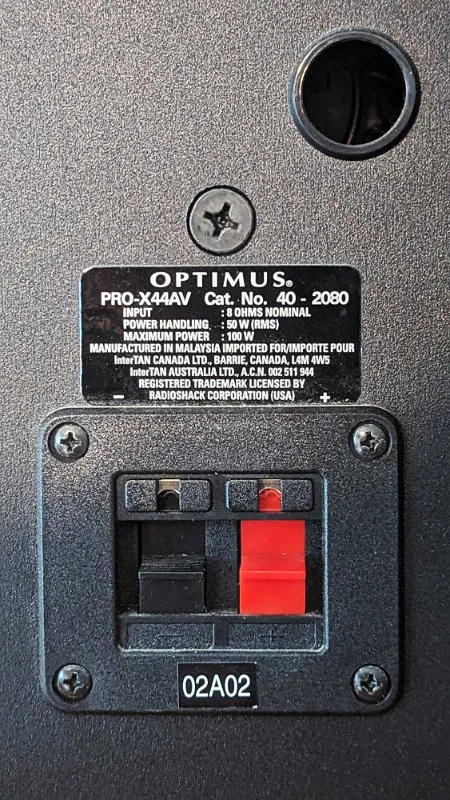 OPTIMUS®
PRO-X44AV Cat. No. 40 - 2080
INPUT : 8 OHMS NOMINAL
POWER HANDLING : 50 W (RMS)
MAXIMUM POWER : 100 W
MANUFACTURED IN MALAYSIA IMPORTED FOR/IMPORTE POUR
InterTAN CANADA LTD., BARRIE, CANADA, L4M 4W5
InterTAN AUSTRALIA LTD., A.C.N. 002 511 944
REGISTERED TRADEMARK LICENSED BY
RADIOSHACK CORPORATION (USA)
− +
− +
02A02